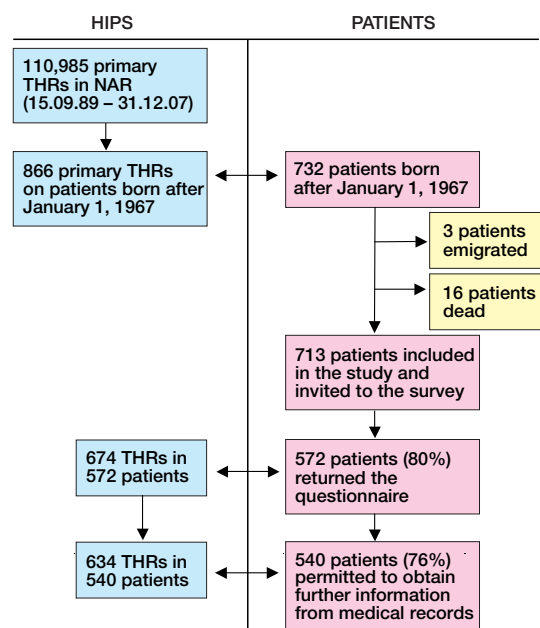 HIPS
PATIENTS
110,985 primary
THRs in NAR
(15.09.89 – 31.12.07)
866 primary THRs
on patients born after
January 1, 1967
732 patients born
after January 1, 1967
3 patients
emigrated
16 patients
dead
713 patients included
in the study and
invited to the survey
674 THRs in
572 patients
572 patients (80%)
returned the
questionnaire
634 THRs in
540 patients
540 patients (76%)
permitted to obtain
further information
from medical records